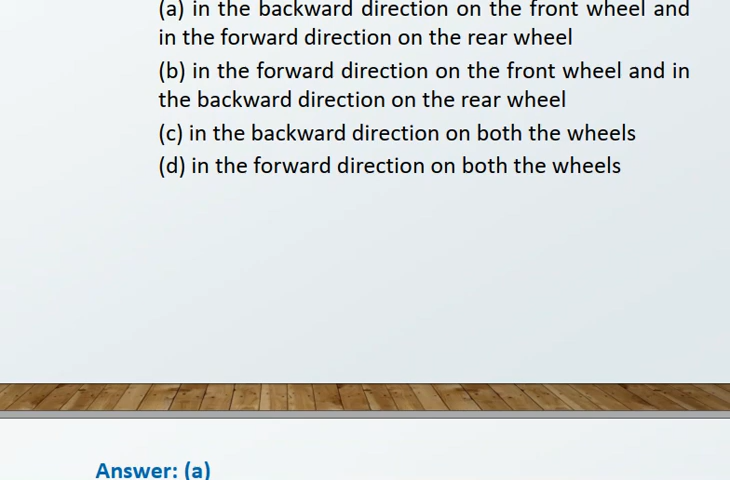 (a) in the backward direction on the front wheel and
in the forward direction on the rear wheel
(b) in the forward direction on the front wheel and in
the backward direction on the rear wheel
(c) in the backward direction on both the wheels
(d) in the forward direction on both the wheels
Answer: (a)